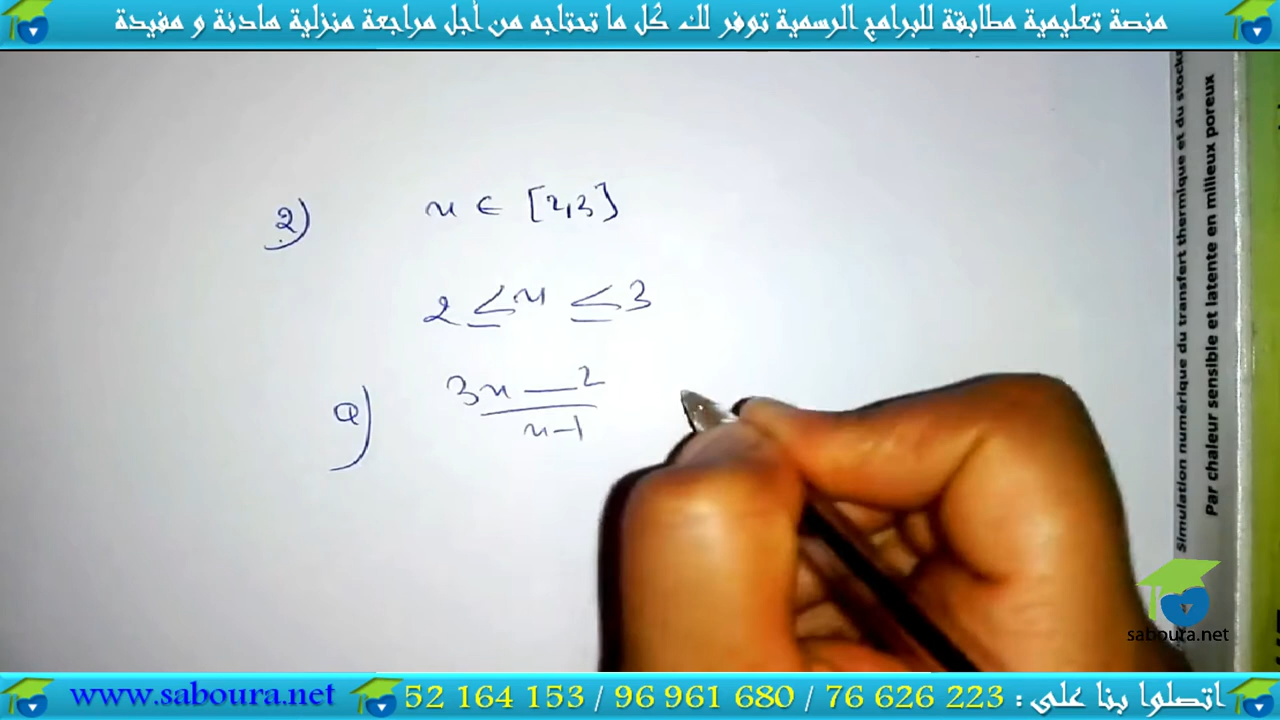 منصة تعليمية مطابقة للبرامج الرسمية توفر لك كل ما تحتاجه من أجل مراجعة منزلية هادئة و مفيدة
2) x ∈ [2,3]
2 ≤ x ≤ 3
a) 3x - 2
x-1
Simulation numérique du transfert thermique et du
Par chaleur sensible et latente en milieux poreux
saboura.net
www.saboura.net 52 164 153 / 96 961 680 / 76 626 223 : اتصلوا بنا على